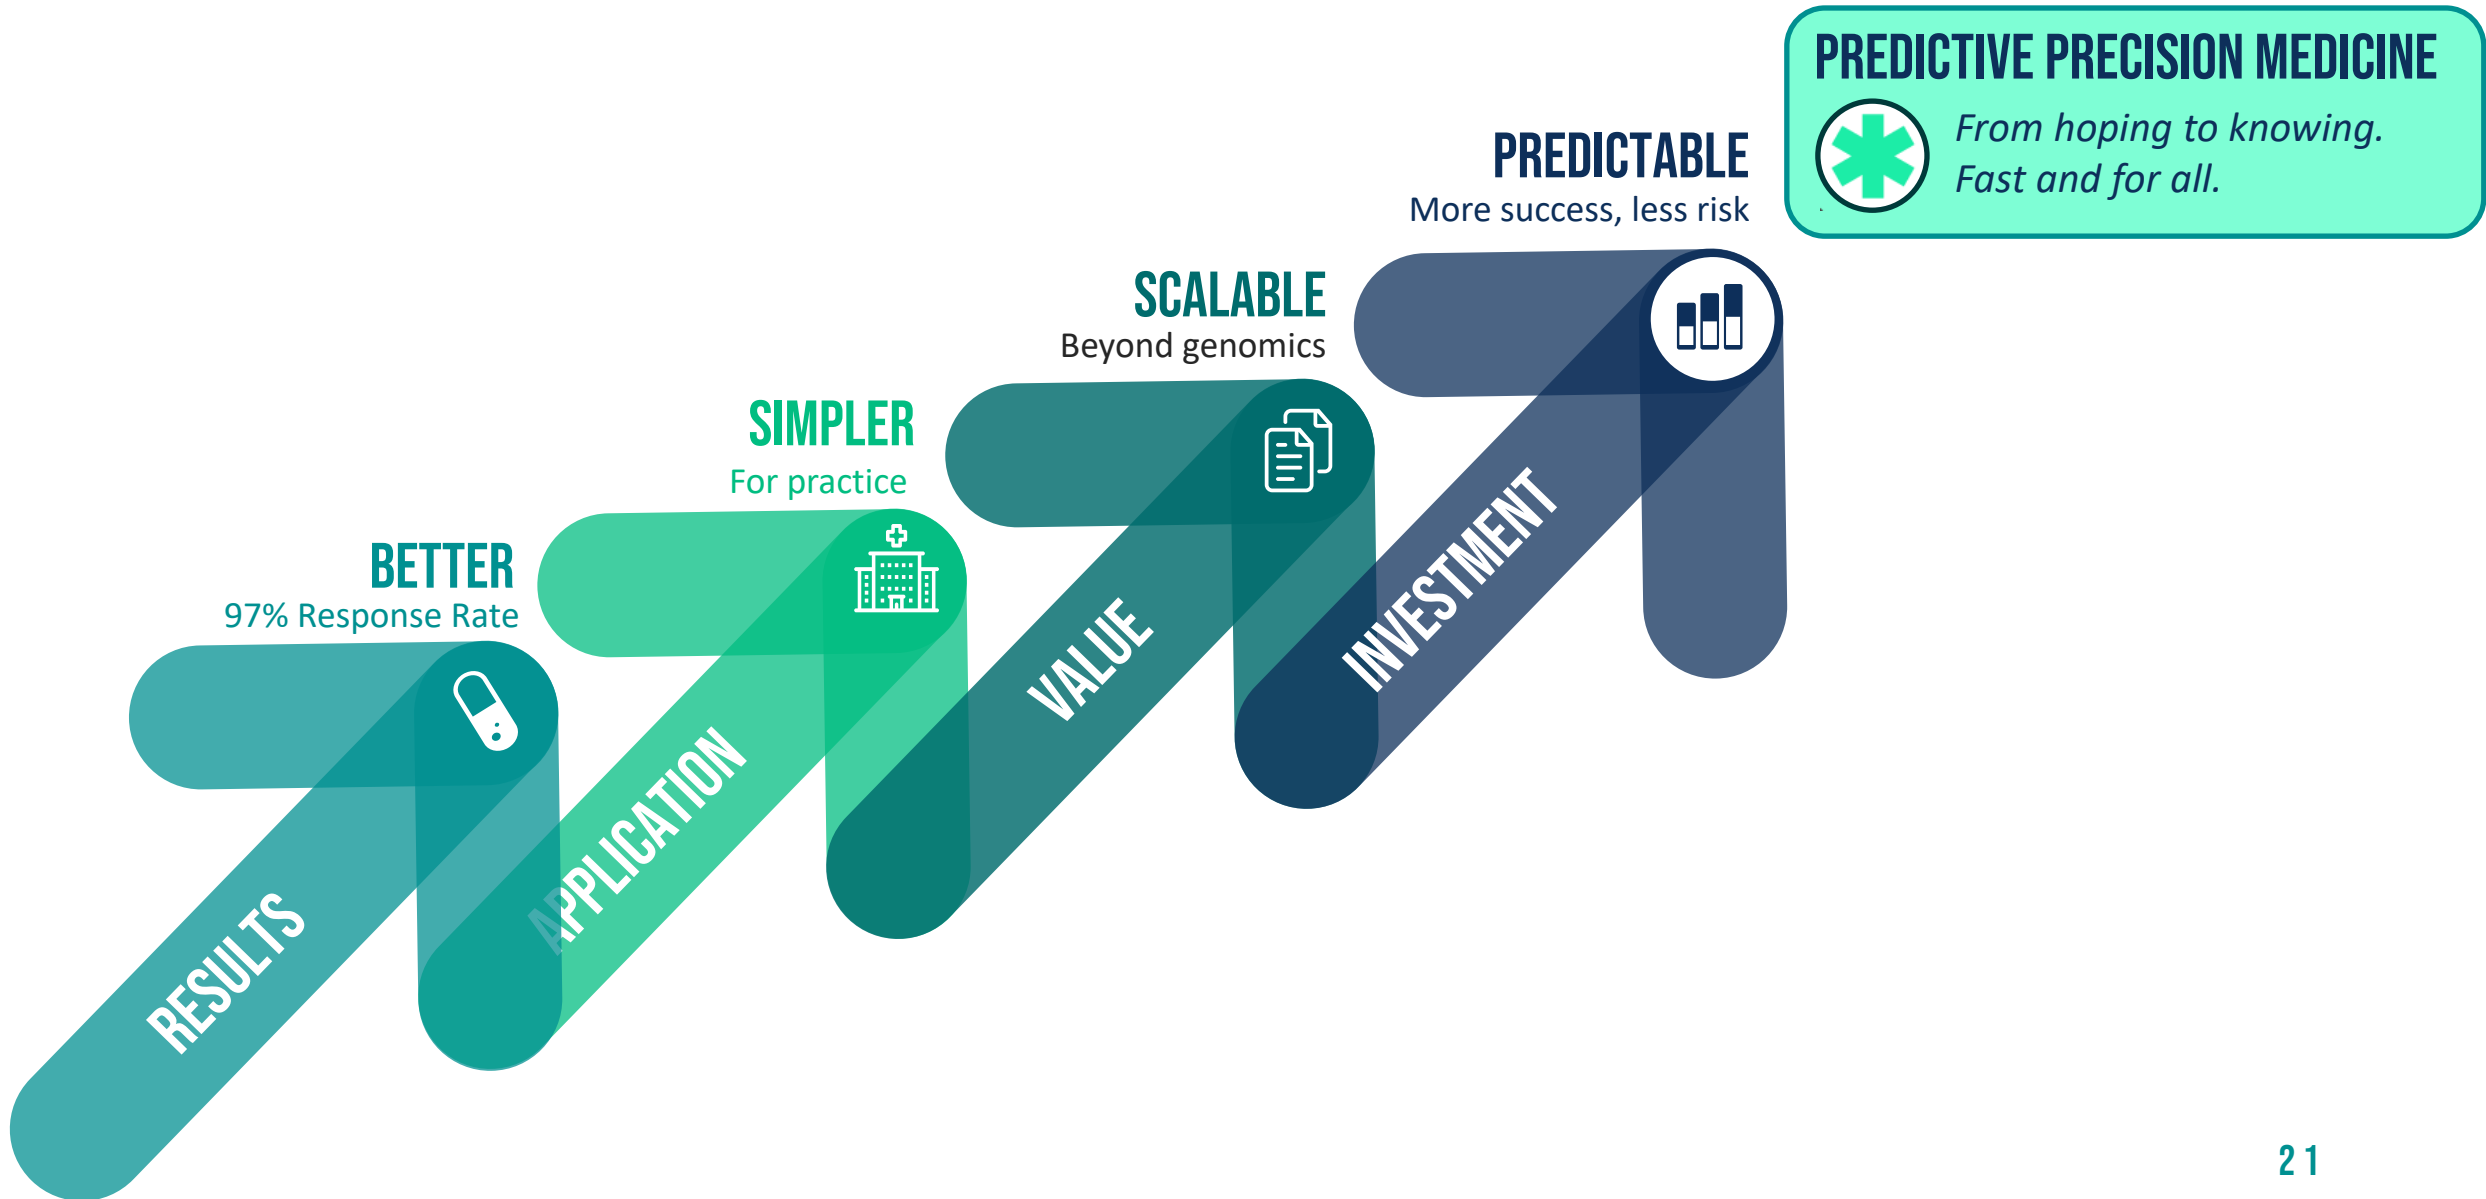 PREDICTIVE PRECISION MEDICINE
From hoping to knowing.
Fast and for all.
PREDICTABLE
More success, less risk
SCALABLE
Beyond genomics
SIMPLER
For practice
BETTER
97% Response Rate
RESULTS
APPLICATION
VALUE
INVESTMENT
21